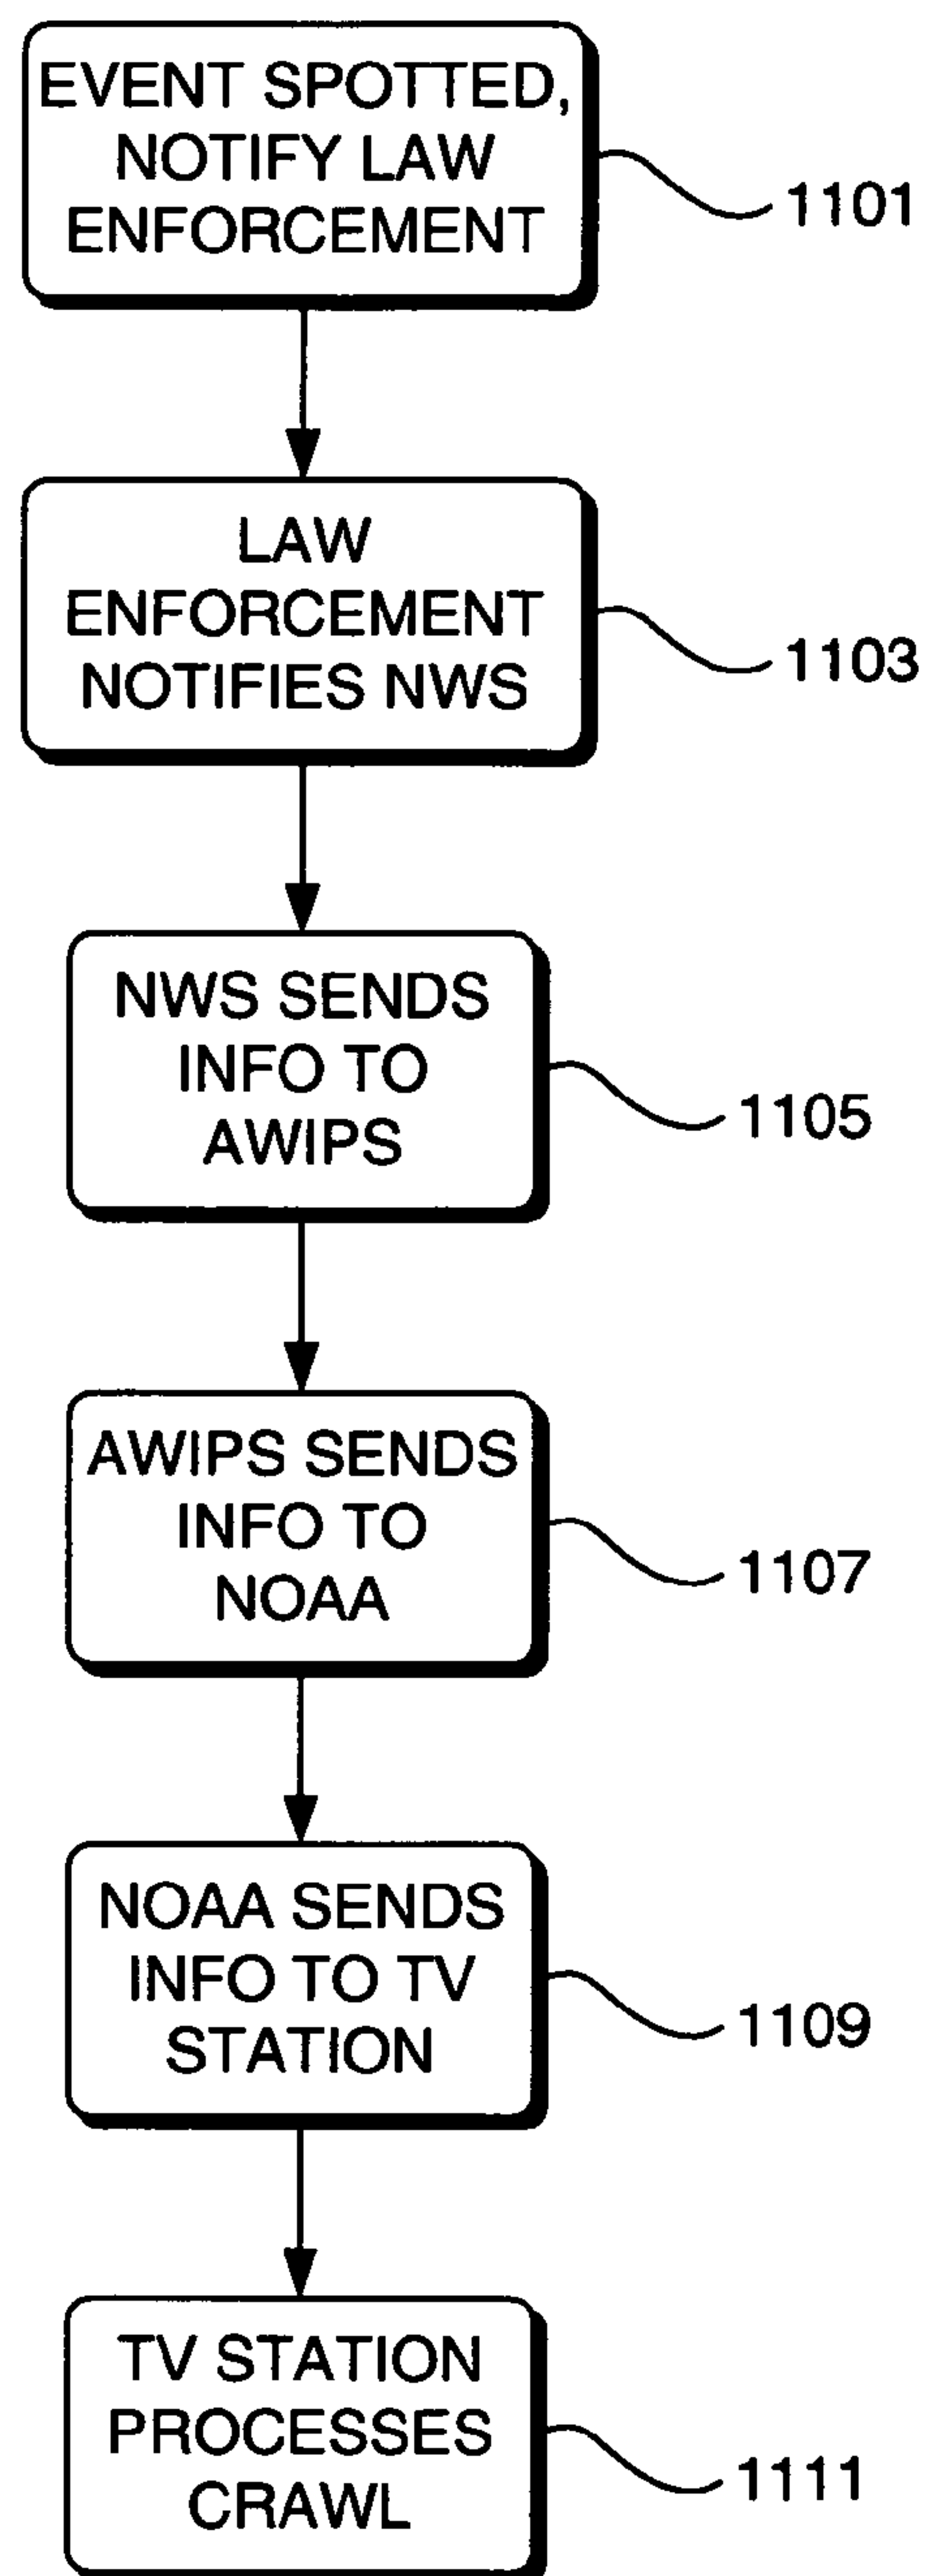 EVENT SPOTTED,
NOTIFY LAW
ENFORCEMENT
1101
LAW
ENFORCEMENT
NOTIFIES NWS
1103
NWS SENDS
INFO TO
AWIPS
1105
AWIPS SENDS
INFO TO
NOAA
1107
NOAA SENDS
INFO TO TV
STATION
1109
TV STATION
PROCESSES
CRAWL
1111